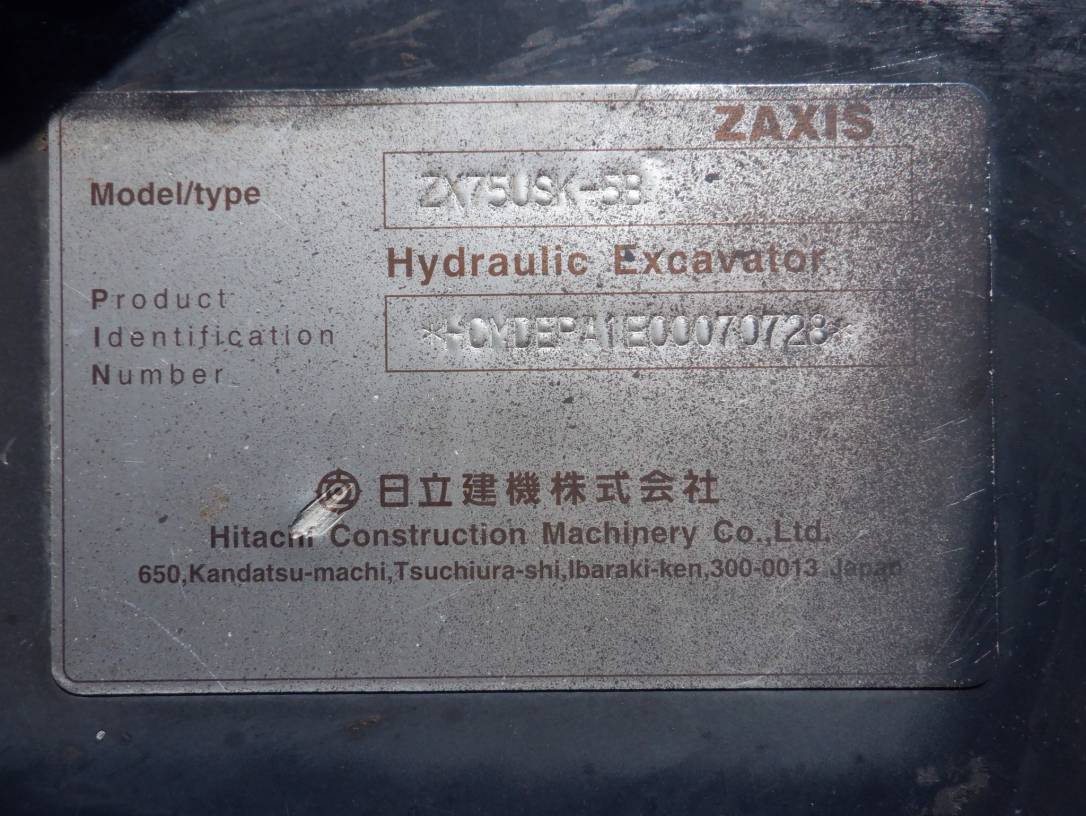 ZAXIS
Model/type ZX75USK-5B
Hydraulic Excavator
Product
Identification *HCMDEPA1E00070728*
Number
日立建機株式会社
Hitachi Construction Machinery Co.,Ltd.
650,Kandatsu-machi,Tsuchiura-shi,Ibaraki-ken,300-0013 Japan